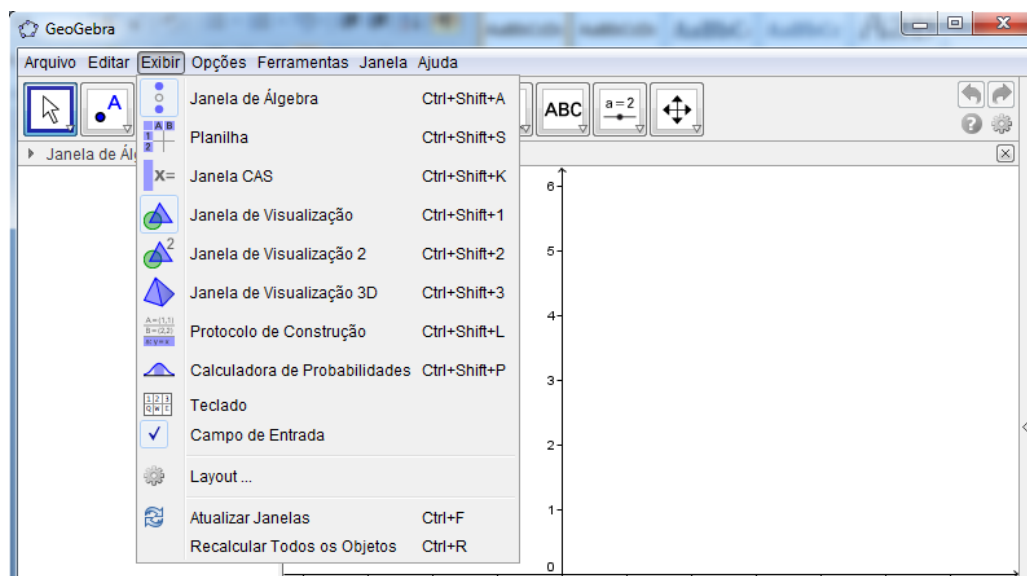 GeoGebra
Arquivo Editar Exibir Opções Ferramentas Janela Ajuda
A ABC a=2
Janela de Ál
Janela de Álgebra Ctrl+Shift+A
Planilha Ctrl+Shift+S
Janela CAS Ctrl+Shift+K
Janela de Visualização Ctrl+Shift+1
Janela de Visualização 2 Ctrl+Shift+2
Janela de Visualização 3D Ctrl+Shift+3
Protocolo de Construção Ctrl+Shift+L
Calculadora de Probabilidades Ctrl+Shift+P
Teclado
Campo de Entrada
Layout ...
Atualizar Janelas Ctrl+F
Recalcular Todos os Objetos Ctrl+R
6
5
4
3
2
1
0